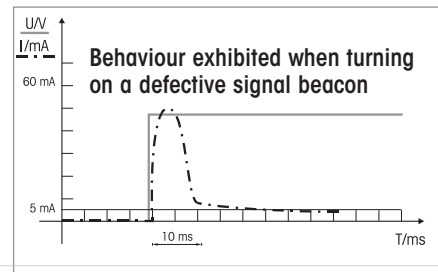 U/V
I/mA
Behaviour exhibited when turning
on a defective signal beacon
60 mA
5 mA
10 ms
T/ms